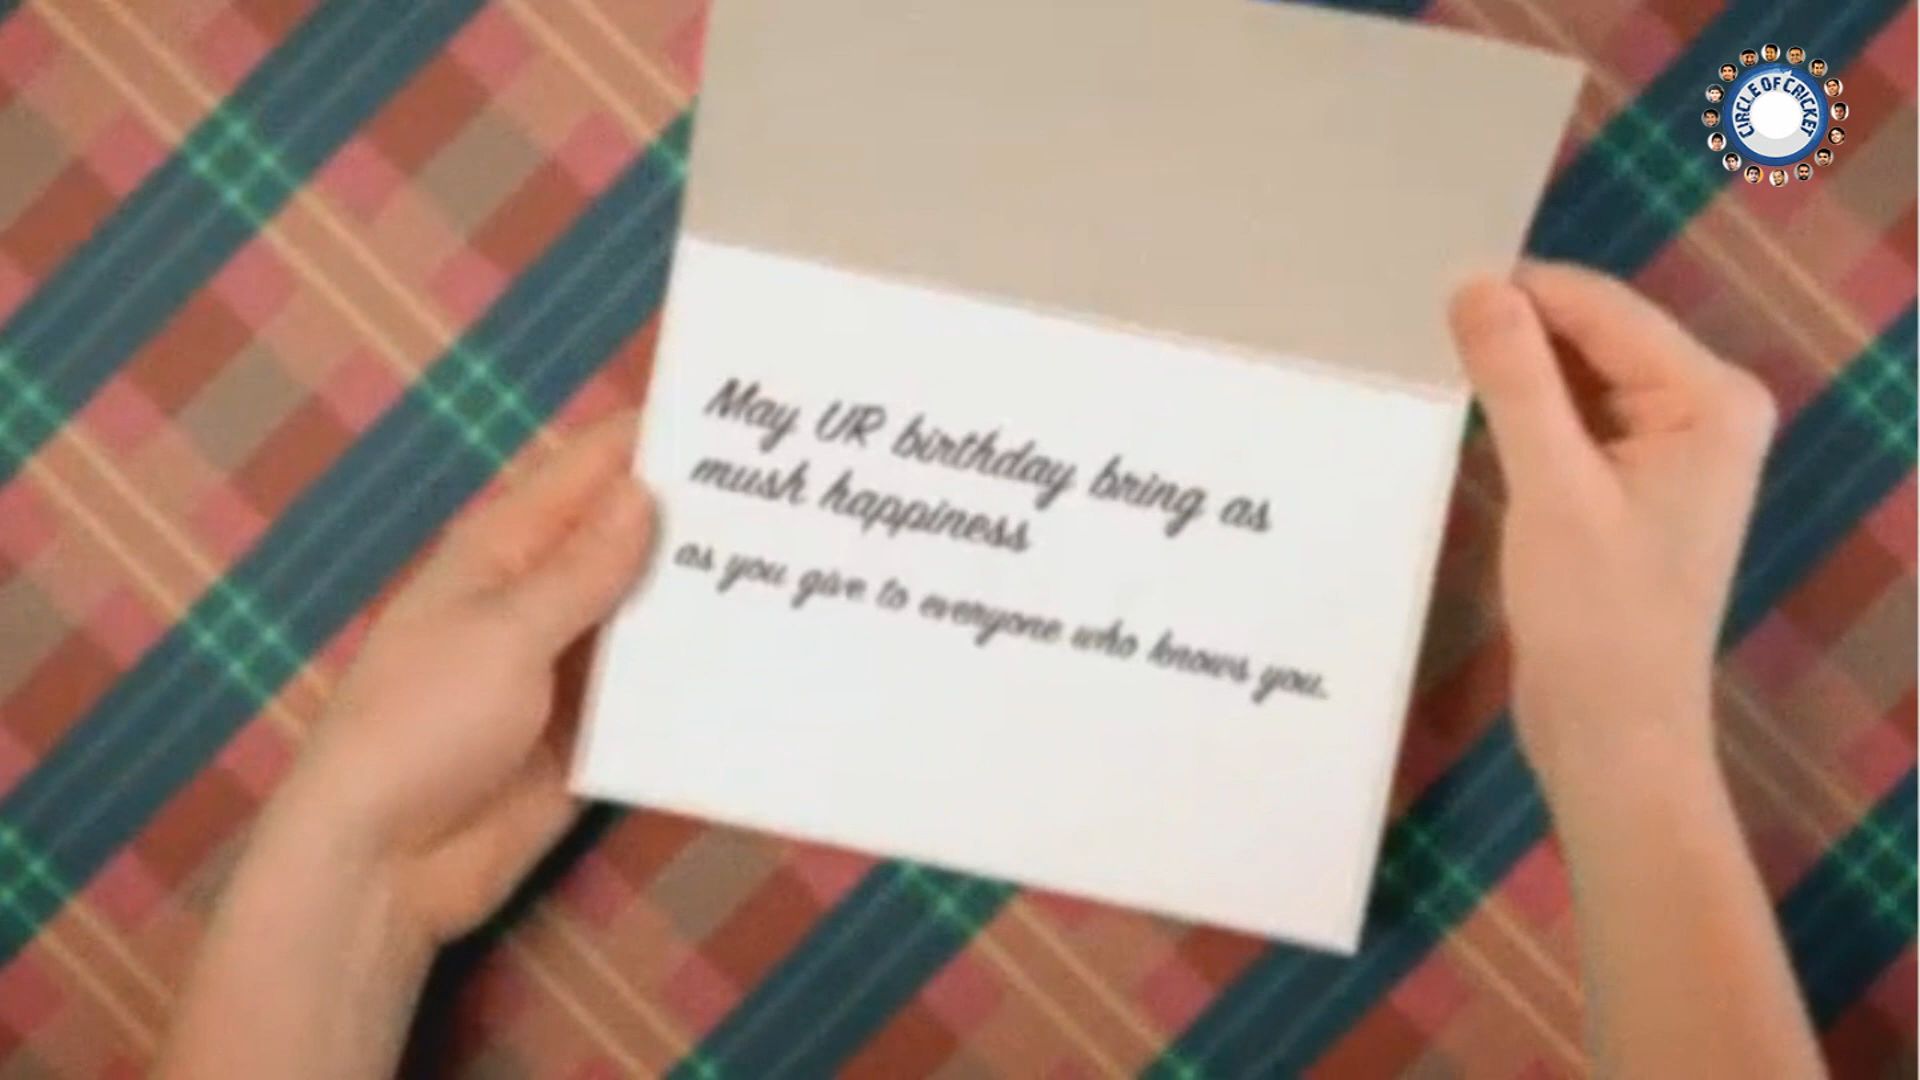 May UR birthday bring as
mush happiness
as you give to everyone who knows you.
CIRCLE OF CRICKET